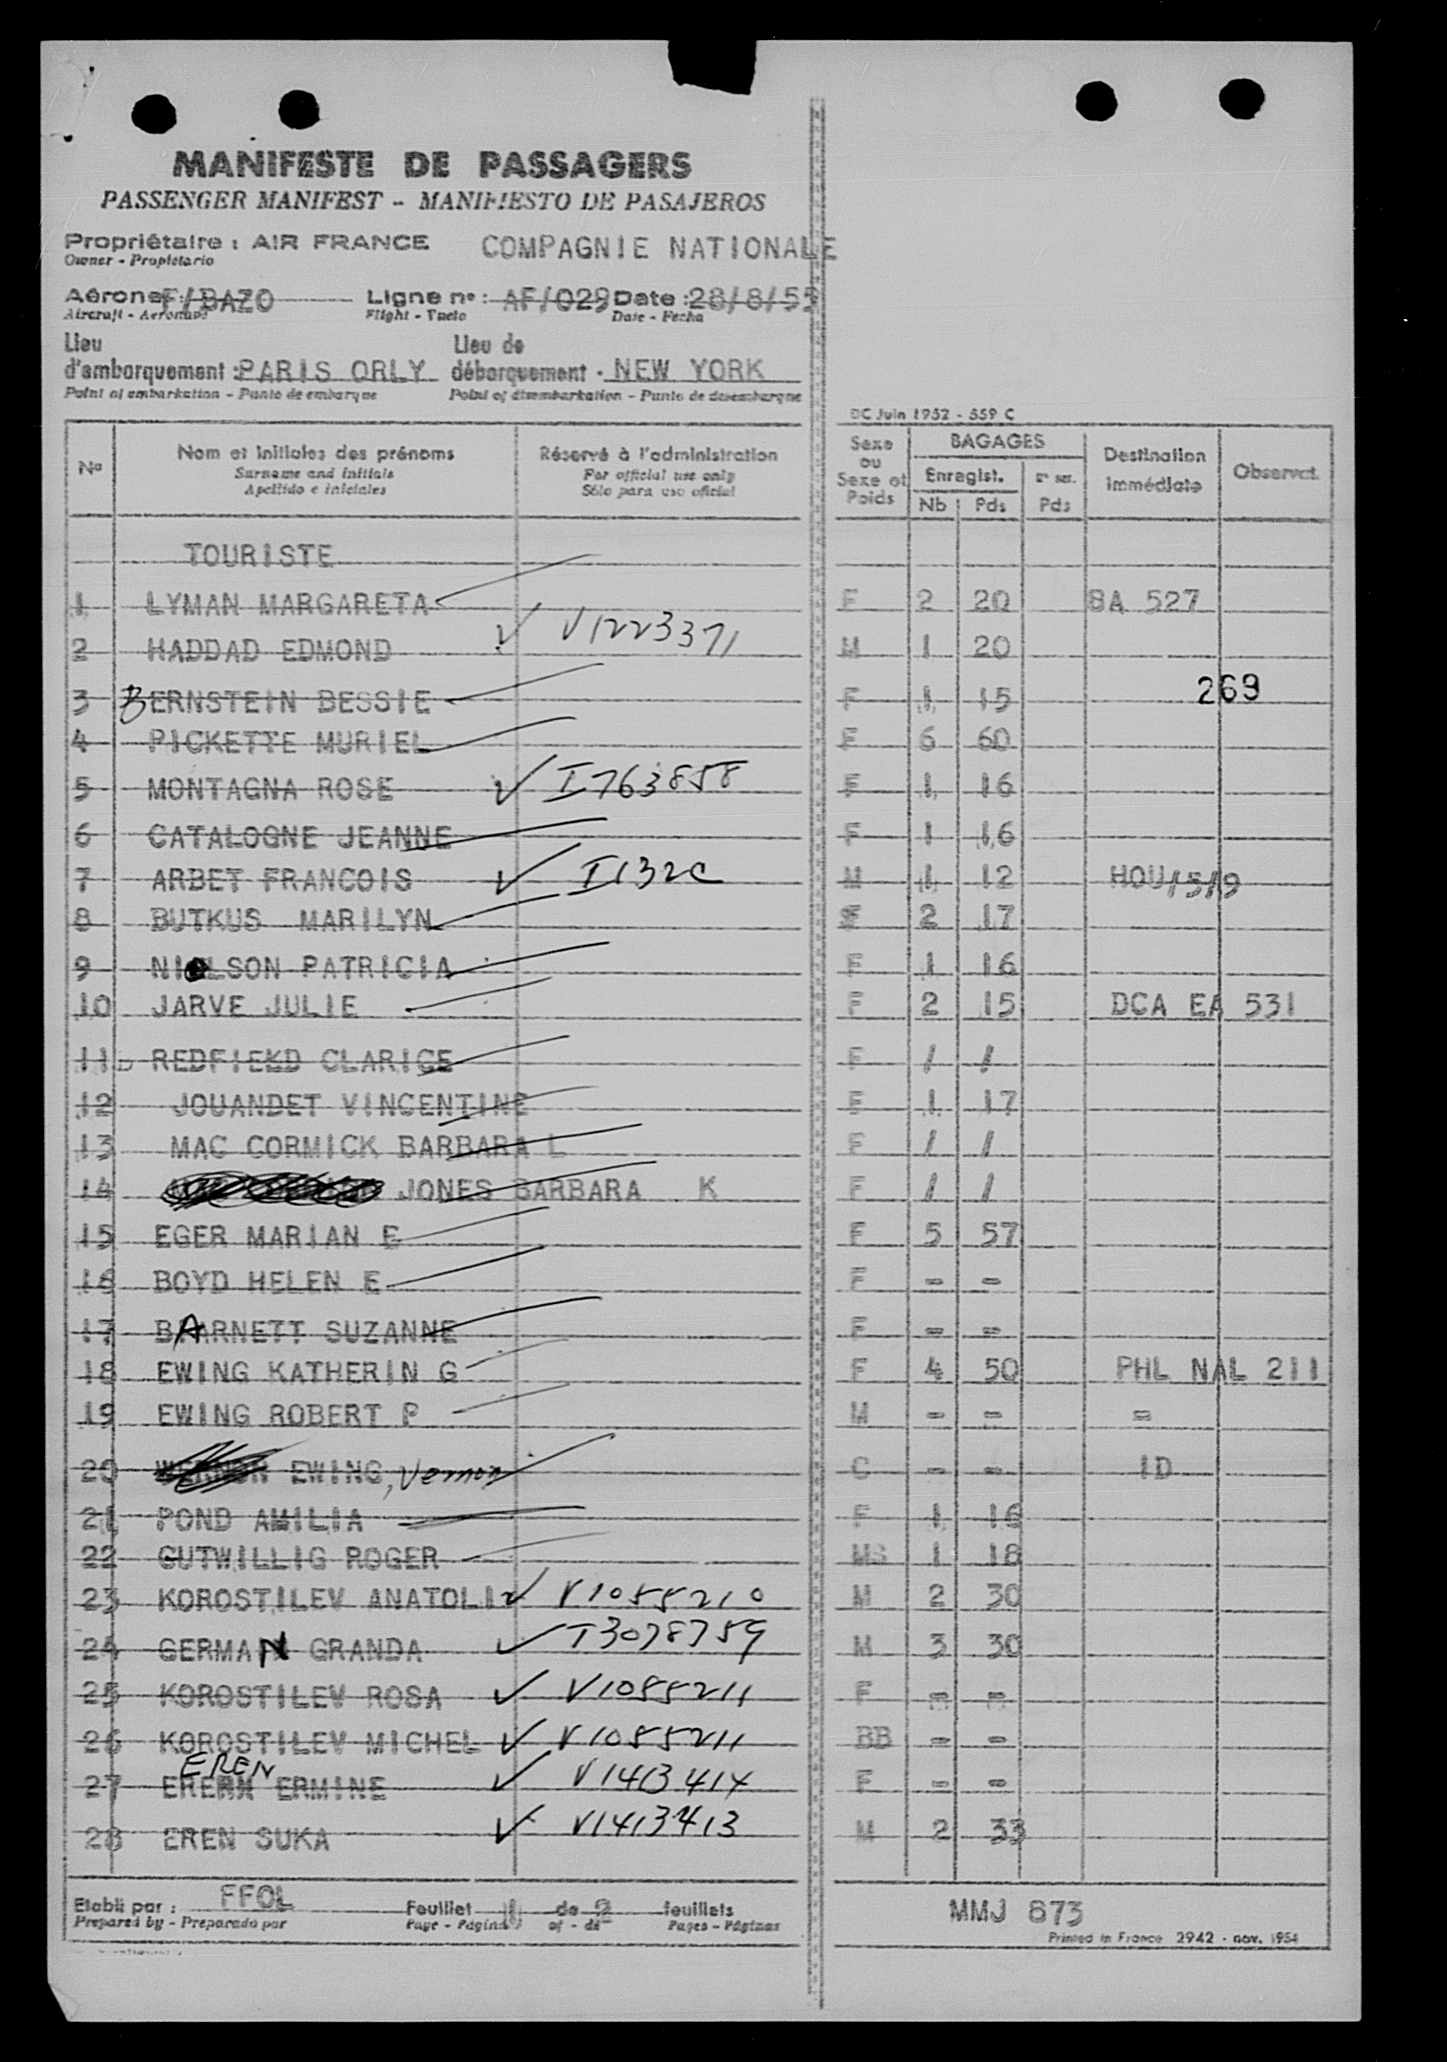 MANIFESTE DE PASSAGERS
PASSENGER MANIFEST - MANIFIESTO DE PASAJEROS
Propriétaire : AIR FRANCE COMPAGNIE NATIONALE
Owner - Propietario
Aéronef : F/BAZO Ligne n° : AF/029 Date : 28/8/55
Aircraft - Aeronave Flight - Vuelo Date - Fecha
Lieu Lieu de
d'embarquement : PARIS ORLY débarquement : NEW YORK
Point of embarkation - Punto de embarque Point of disembarkation - Punto de desembarque
DC Juin 1952 - 559 C
N° Nom et initiales des prénoms Réservé à l'administration Sexe ou Sexe et Poids BAGAGES Destination immédiate Observat.
Surname and initials For official use only Enregist.
Apellido e iniciales Sólo para uso oficial Nb Pds Pds
TOURISTE
1 LYMAN MARGARETA F 2 20 BA 527
2 HADDAD EDMOND V1223371 M 1 20
3 BERNSTEIN BESSIE F 1 15 269
4 PICKETTE MURIEL F 6 60
5 MONTAGNA ROSE I763858 F 1 16
6 CATALOGNE JEANNE F 1 16
7 ARBET FRANCOIS I132C M 1 12 HOU 1519
8 BUTKUS MARILYN F 2 17
9 NIELSON PATRICIA F 1 16
10 JARVE JULIE F 2 15 DCA EA 531
11 REDFIEKD CLARICE F / /
12 JOUANDET VINCENTINE F 1 17
13 MAC CORMICK BARBARA L F / /
14 JONES BARBARA K F / /
15 EGER MARIAN E F 5 57
16 BOYD HELEN E F - -
17 BAARNETT SUZANNE F - -
18 EWING KATHERIN G F 4 50 PHL NAL 211
19 EWING ROBERT P M - - =
20 EWING, Vernon C - - ID
21 POND AMILIA F 1 16
22 GUTWILLIG ROGER MS 1 18
23 KOROSTILEV ANATOLI V1055210 M 2 30
24 GERMAN GRANDA I3078759 M 3 30
25 KOROSTILEV ROSA V1055211 F - -
26 KOROSTILEV MICHEL V1055211 BB - -
EREN
27 ERERN ERMINE V1413414 F - -
28 EREN SUKA V1413413 M 2 33
Etabli par : FFOL Feuillet 1 de 2 feuillets MMJ 873
Prepared by - Preparado por Page - Página of - de Pages - Páginas
Printed in France 2942 - nov. 1954